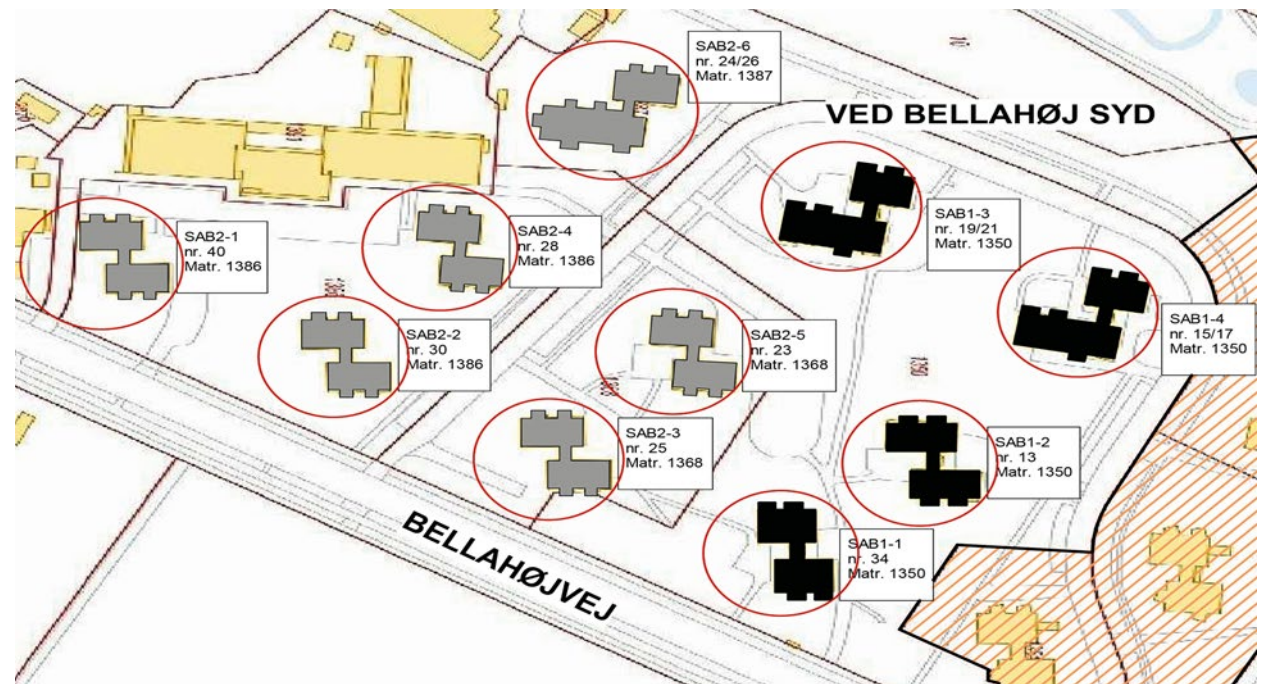 SAB2-6
nr. 24/26
Matr. 1387
VED BELLAHØJ SYD
SAB2-1
nr. 40
Matr. 1386
SAB2-4
nr. 28
Matr. 1386
SAB1-3
nr. 19/21
Matr. 1350
SAB2-2
nr. 30
Matr. 1386
SAB2-5
nr. 23
Matr. 1368
SAB1-4
nr. 15/17
Matr. 1350
1350
SAB2-3
nr. 25
Matr. 1368
SAB1-2
nr. 13
Matr. 1350
BELLAHØJVEJ
SAB1-1
nr. 34
Matr. 1350